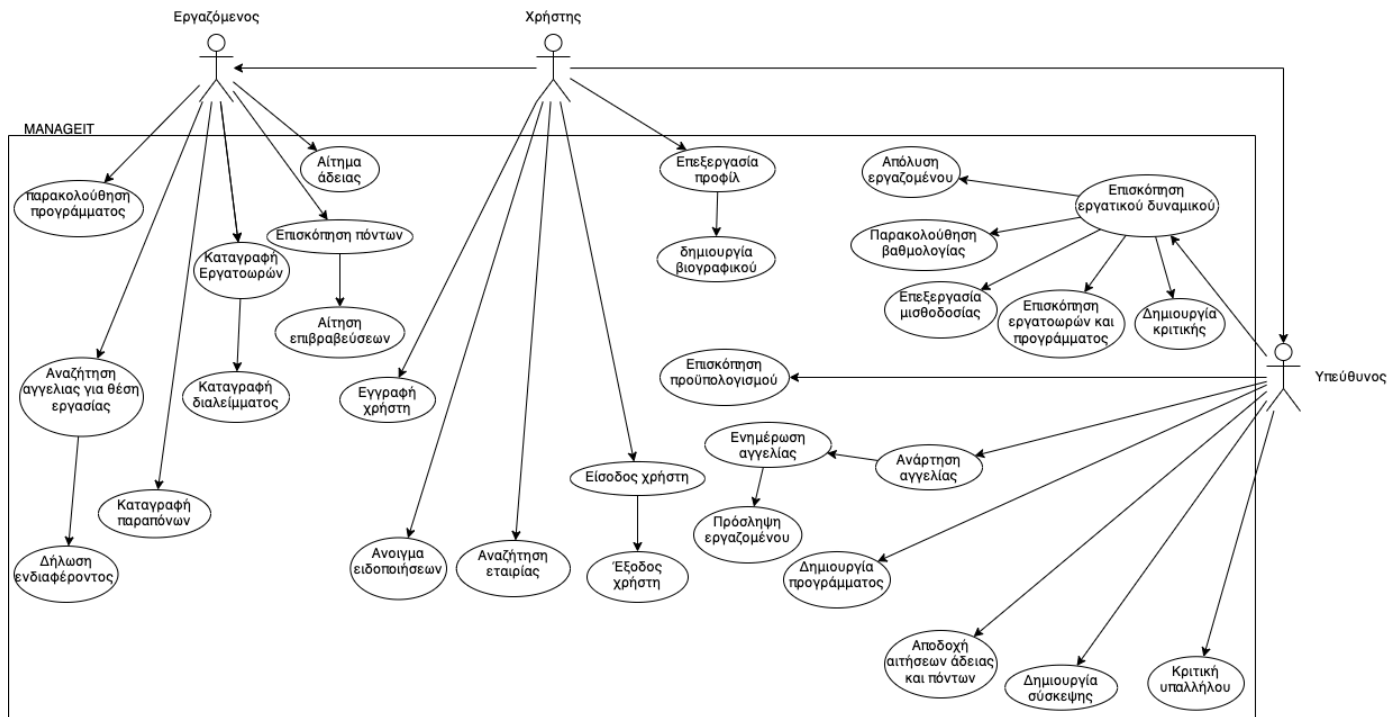 Εργαζόμενος
Χρήστης
MANAGEIT
Αίτημα
άδειας
Επεξεργασία
προφίλ
Απόλυση
εργαζομένου
Επισκόπηση
εργατικού δυναμικού
παρακολούθηση
προγράμματος
Επισκόπηση πόντων
Παρακολούθηση
βαθμολογίας
Καταγραφή
Εργατοωρών
δημιουργία
βιογραφικού
Επεξεργασία
μισθοδοσίας
Επισκόπηση
εργατοωρών και
προγράμματος
Δημιουργία
κριτικής
Αίτηση
επιβραβεύσεων
Αναζήτηση
αγγελιας για θέση
εργασίας
Καταγραφή
διαλείμματος
Εγγραφή
χρήστη
Επισκόπηση
προϋπολογισμού
Υπεύθυνος
Ενημέρωση
αγγελίας
Ανάρτηση
αγγελίας
Είσοδος χρήστη
Καταγραφή
παραπόνων
Πρόσληψη
εργαζομένου
Δήλωση
ενδιαφέροντος
Ανοιγμα
ειδοποιήσεων
Αναζήτηση
εταιρίας
Έξοδος
χρήστη
Δημιουργία
προγράμματος
Αποδοχή
αιτήσεων άδειας
και πόντων
Δημιουργία
σύσκεψης
Κριτική
υπαλλήλου